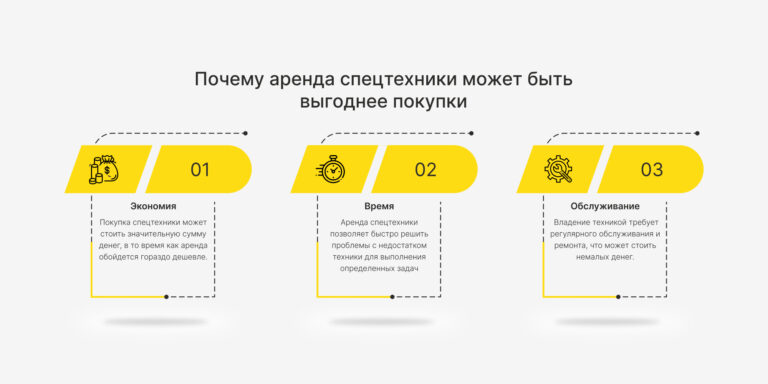 Почему аренда спецтехники может быть
выгоднее покупки
01
Экономия
Покупка спецтехники может
стоить значительную сумму
денег, в то время как аренда
обойдется гораздо дешевле.
02
Время
Аренда спецтехники
позволяет быстро решить
проблемы с недостатком
техники для выполнения
определенных задач
03
Обслуживание
Владение техникой требует
регулярного обслуживания и
ремонта, что может стоить
немалых денег.